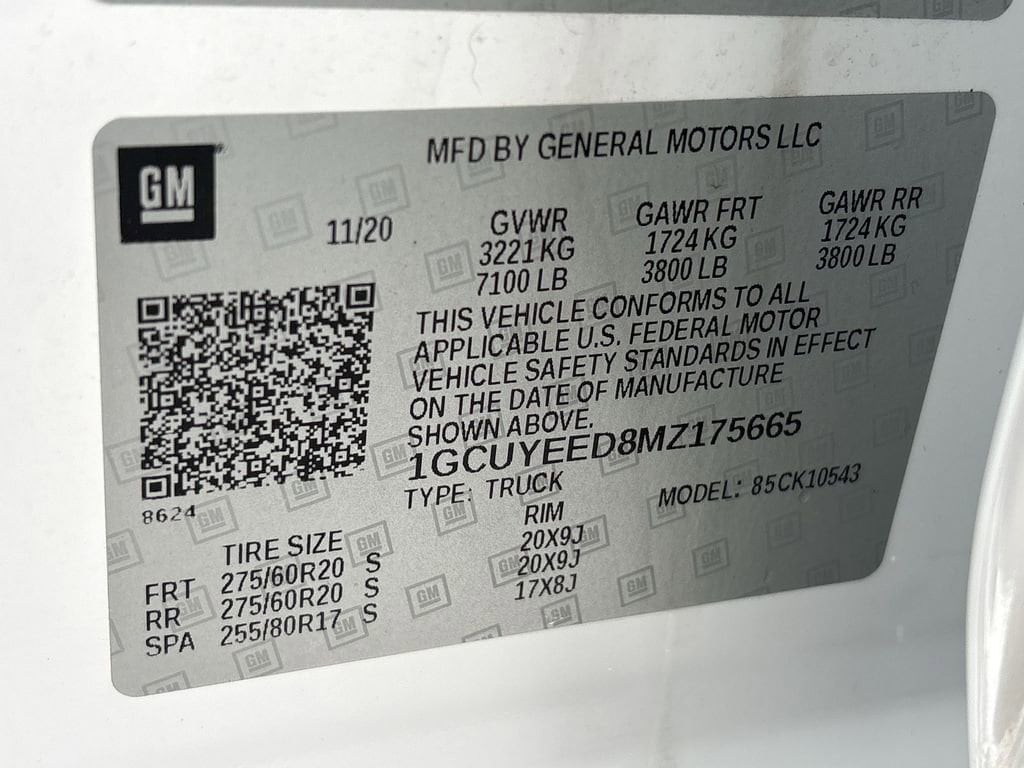 GM
MFD BY GENERAL MOTORS LLC
11/20
GVWR
3221 KG
7100 LB
GAWR FRT
1724 KG
3800 LB
GAWR RR
1724 KG
3800 LB
THIS VEHICLE CONFORMS TO ALL
APPLICABLE U.S. FEDERAL MOTOR
VEHICLE SAFETY STANDARDS IN EFFECT
ON THE DATE OF MANUFACTURE
SHOWN ABOVE.
1GCUYEED8MZ175665
TYPE: TRUCK MODEL: 85CK10543
8624
TIRE SIZE RIM
FRT 275/60R20 S 20X9J
RR 275/60R20 S 20X9J
SPA 255/80R17 S 17X8J